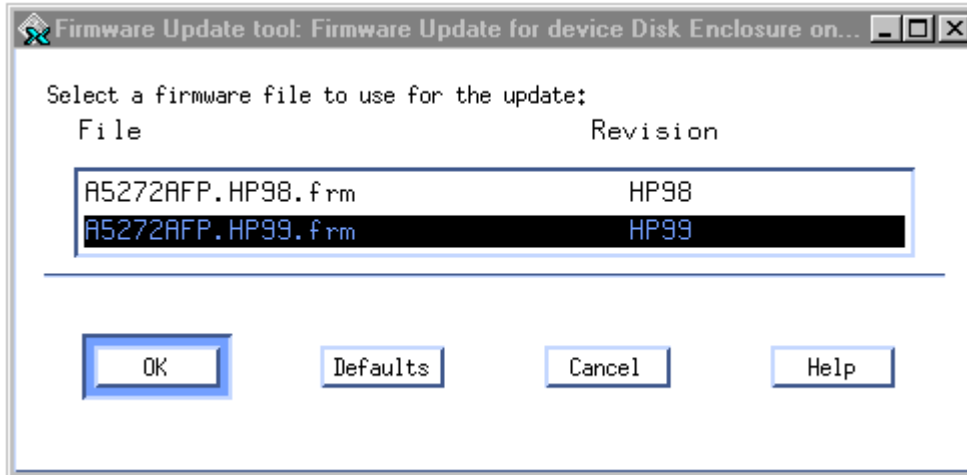 Firmware Update tool: Firmware Update for device Disk Enclosure on...
Select a firmware file to use for the update:
File Revision
A5272AFP.HP98.frm HP98
A5272AFP.HP99.frm HP99
OK Defaults Cancel Help